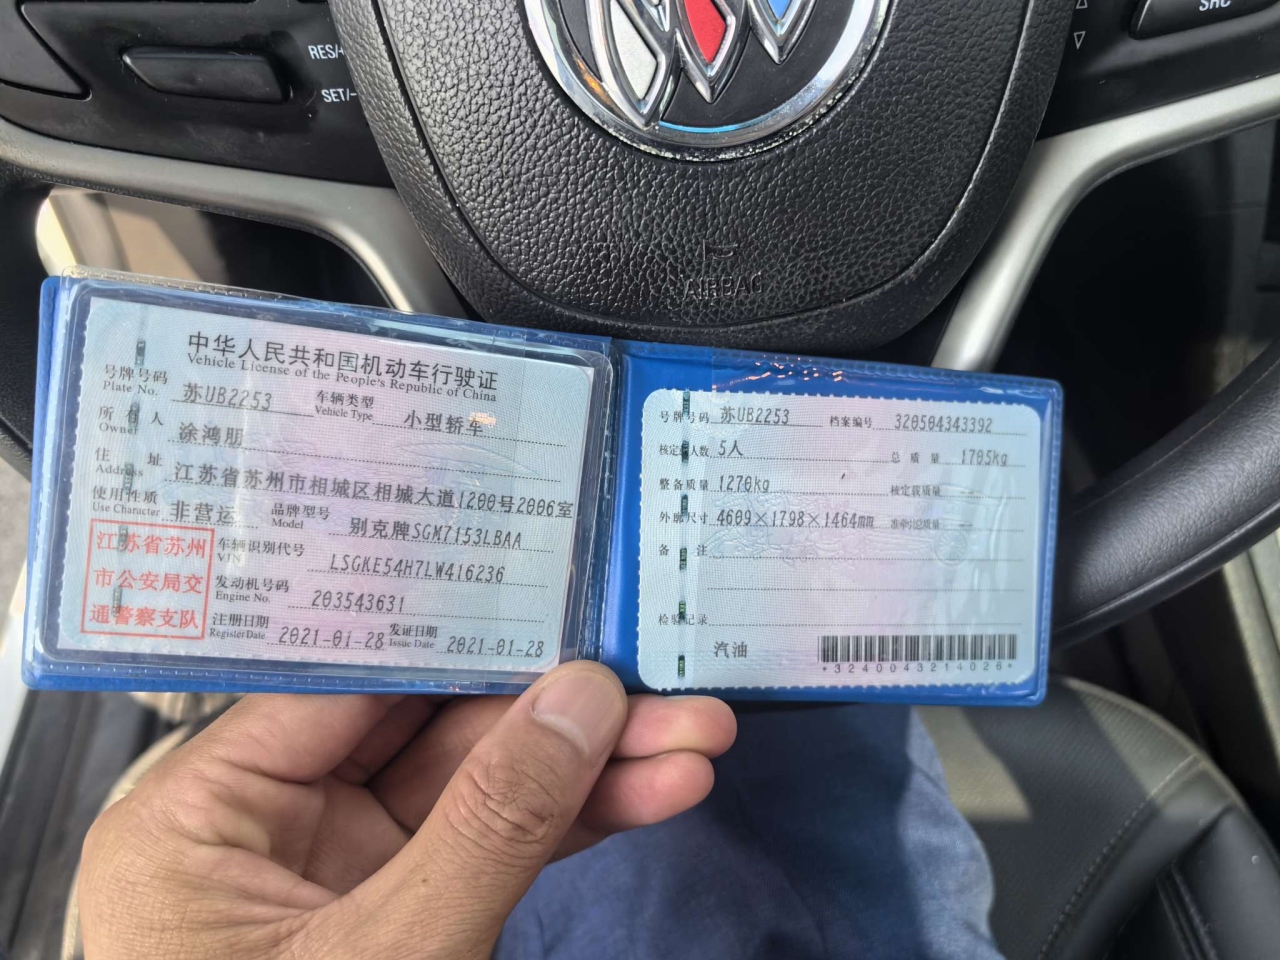 RES/+
SET/-
SRC
AIRBAG
中华人民共和国机动车行驶证
Vehicle License of the People's Republic of China
号牌号码 苏UB2253 车辆类型 小型轿车
Plate No. Vehicle Type
所有人 涂鸿朋
Owner
住址 江苏省苏州市相城区相城大道1200号2006室
Address
使用性质 非营运 品牌型号 别克牌SGM7153LBAA
Use Character Model
江苏省苏州
市公安局交
通警察支队
车辆识别代号 LSGKE54H7LW416236
VIN
发动机号码 203543631
Engine No.
注册日期 2021-01-28 发证日期 2021-01-28
Register Date Issue Date
号牌号码 苏UB2253 档案编号 320504343392
核定人数 5人 总质量 1705kg
整备质量 1270kg 核定载质量 --
外廓尺寸 4609×1798×1464mm 准牵引总质量 --
备注
检验记录
汽油
*3240043214026*